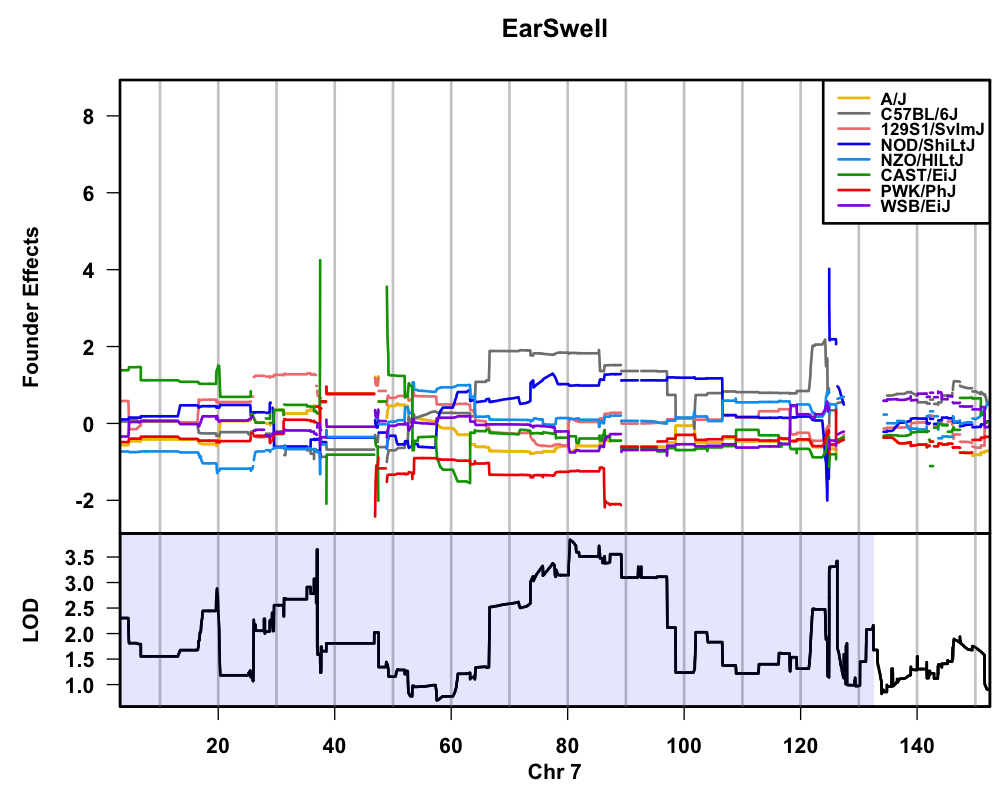 EarSwell
Founder Effects
8
6
4
2
0
-2
A/J
C57BL/6J
129S1/SvImJ
NOD/ShiLtJ
NZO/HlLtJ
CAST/EiJ
PWK/PhJ
WSB/EiJ
LOD
3.5
3.0
2.5
2.0
1.5
1.0
20 40 60 80 100 120 140
Chr 7